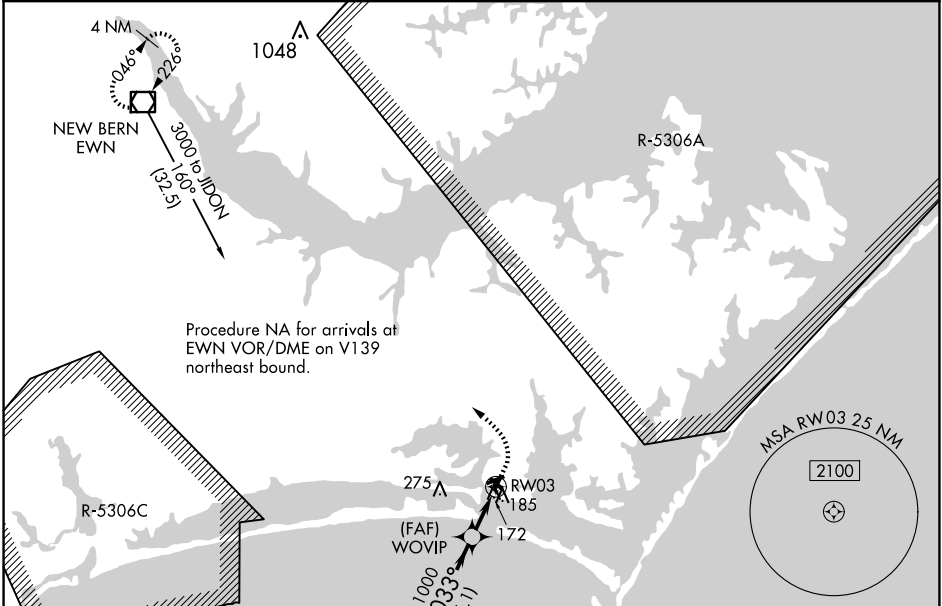 4 NM
046°
226°
1048
NEW BERN
EWN
3000 to JIDON
160°
(32.5)
R-5306A
Procedure NA for arrivals at
EWN VOR/DME on V139
northeast bound.
MSA RW03 25 NM
2100
R-5306C
275
RW03
185
172
(FAF)
WOVIP
1000
033°
1)